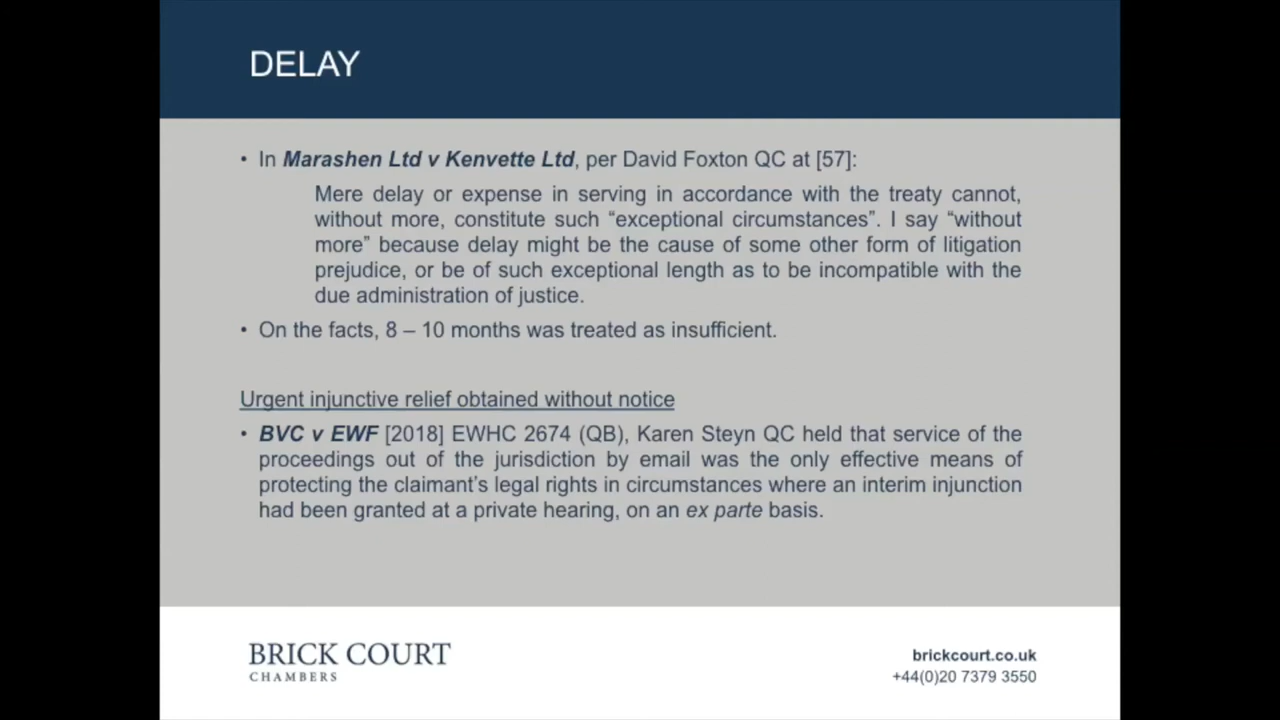 DELAY
• In Marashen Ltd v Kenvette Ltd, per David Foxton QC at [57]:
Mere delay or expense in serving in accordance with the treaty cannot,
without more, constitute such “exceptional circumstances”. I say “without
more” because delay might be the cause of some other form of litigation
prejudice, or be of such exceptional length as to be incompatible with the
due administration of justice.
• On the facts, 8 – 10 months was treated as insufficient.
Urgent injunctive relief obtained without notice
• BVC v EWF [2018] EWHC 2674 (QB), Karen Steyn QC held that service of the
proceedings out of the jurisdiction by email was the only effective means of
protecting the claimant’s legal rights in circumstances where an interim injunction
had been granted at a private hearing, on an ex parte basis.
BRICK COURT
CHAMBERS
brickcourt.co.uk
+44(0)20 7379 3550